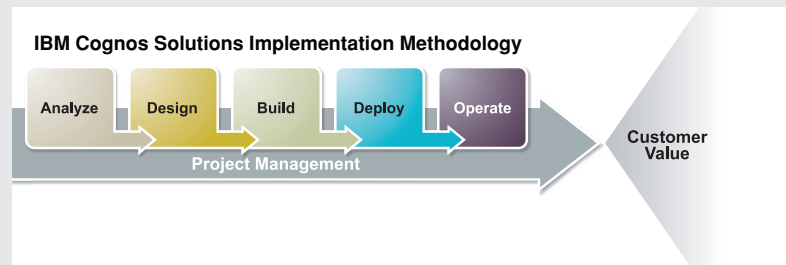 IBM Cognos Solutions Implementation Methodology
Analyze
Design
Build
Deploy
Operate
Project Management
Customer
Value